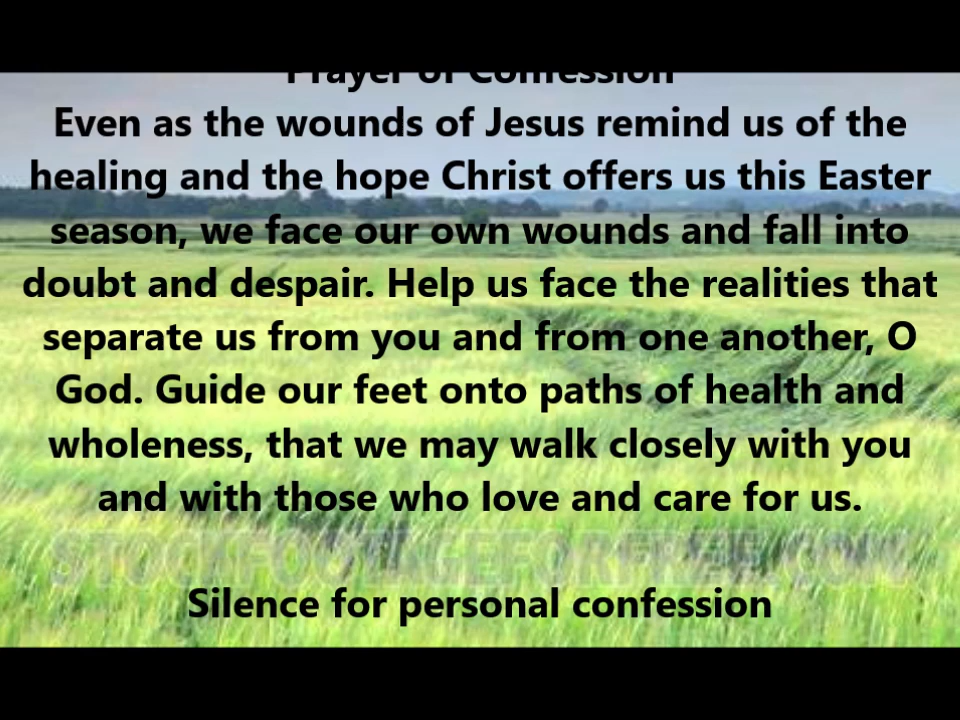 Prayer of Confession
Even as the wounds of Jesus remind us of the
healing and the hope Christ offers us this Easter
season, we face our own wounds and fall into
doubt and despair. Help us face the realities that
separate us from you and from one another, O
God. Guide our feet onto paths of health and
wholeness, that we may walk closely with you
and with those who love and care for us.
STOCKFOOTAGEFORFREE.COM
Silence for personal confession